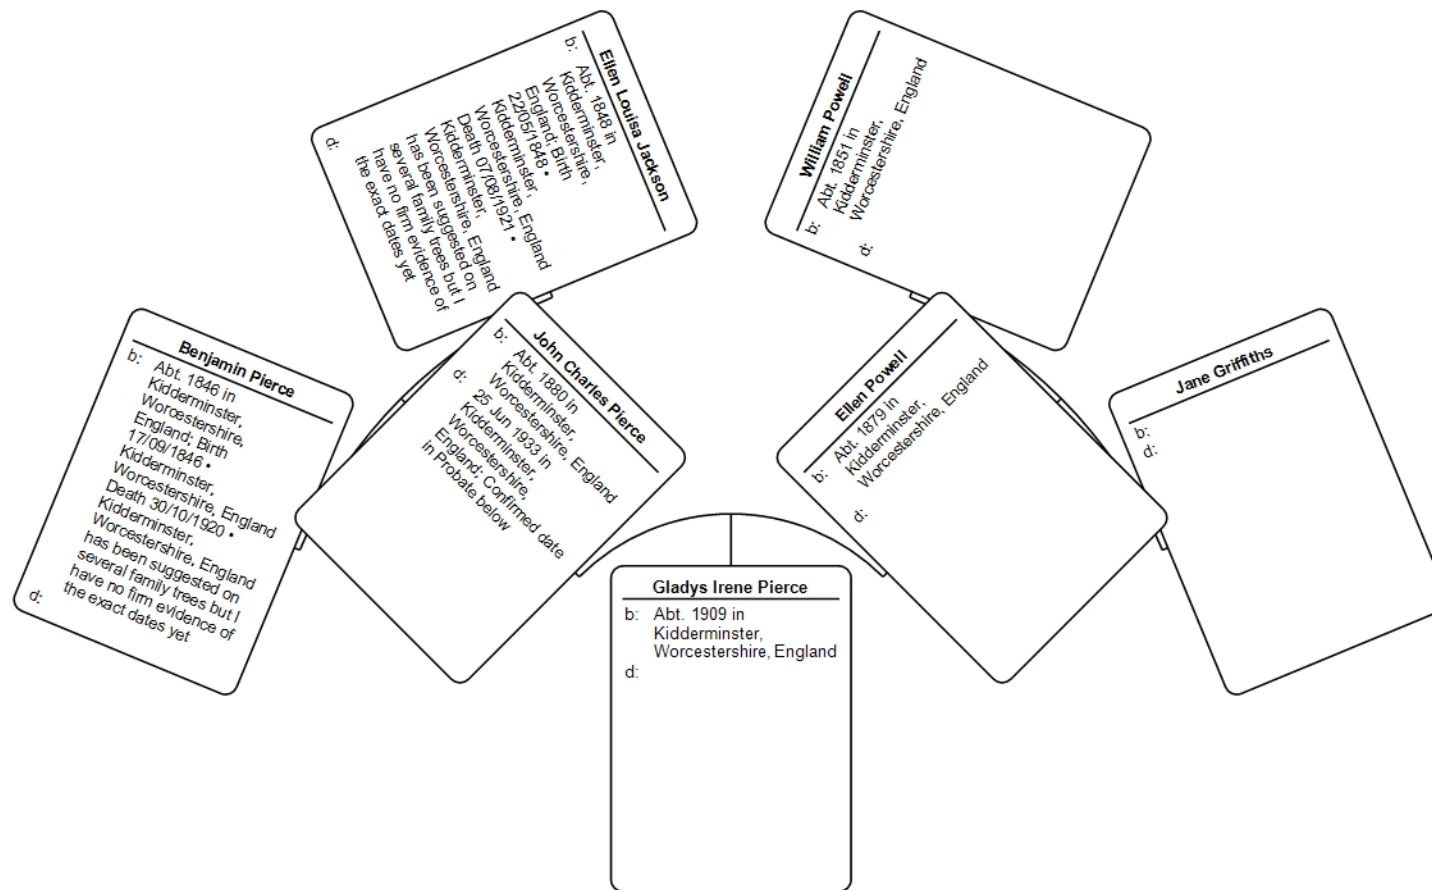 Ellen Louisa Jackson
b: Abt. 1848 in
Kidderminster,
Worcestershire,
England; Birth
22/05/1848 •
Kidderminster,
Worcestershire, England
Death 07/08/1921 •
Kidderminster,
Worcestershire, England
has been suggested on
several family trees but I
have no firm evidence of
the exact dates yet
d:
William Powell
b: Abt. 1851 in
Kidderminster,
Worcestershire, England
d:
Benjamin Pierce
b: Abt. 1846 in
Kidderminster,
Worcestershire,
England; Birth
17/09/1846 •
Kidderminster,
Worcestershire, England
Death 30/10/1920 •
Kidderminster,
Worcestershire, England
has been suggested on
several family trees but I
have no firm evidence of
the exact dates yet
d:
John Charles Pierce
b: Abt. 1880 in
Kidderminster,
Worcestershire, England
d: 25 Jun 1933 in
Kidderminster,
Worcestershire,
England; Confirmed date
in Probate below
Ellen Powell
b: Abt. 1879 in
Kidderminster,
Worcestershire, England
d:
Jane Griffiths
b:
d:
Gladys Irene Pierce
b: Abt. 1909 in
Kidderminster,
Worcestershire, England
d: